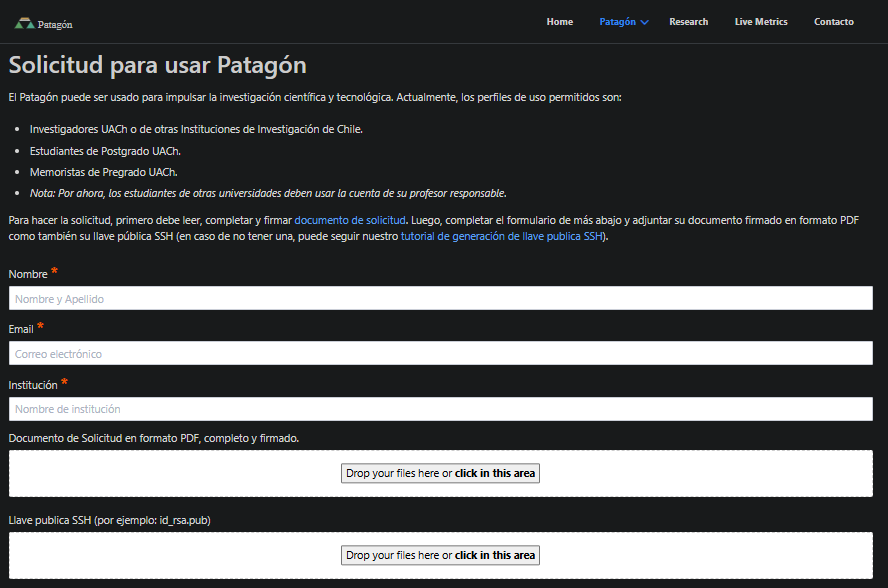 Patagón
Home
Patagón
Research
Live Metrics
Contacto
Solicitud para usar Patagón
El Patagón puede ser usado para impulsar la investigación científica y tecnológica. Actualmente, los perfiles de uso permitidos son:
Investigadores UACh o de otras Instituciones de Investigación de Chile.
Estudiantes de Postgrado UACh.
Memoristas de Pregrado UACh.
Nota: Por ahora, los estudiantes de otras universidades deben usar la cuenta de su profesor responsable.
Para hacer la solicitud, primero debe leer, completar y firmar documento de solicitud. Luego, completar el formulario de más abajo y adjuntar su documento firmado en formato PDF
como también su llave pública SSH (en caso de no tener una, puede seguir nuestro tutorial de generación de llave publica SSH).
Nombre *
Nombre y Apellido
Email *
Correo electrónico
Institución *
Nombre de institución
Documento de Solicitud en formato PDF, completo y firmado.
Drop your files here or click in this area
Llave publica SSH (por ejemplo: id_rsa.pub)
Drop your files here or click in this area